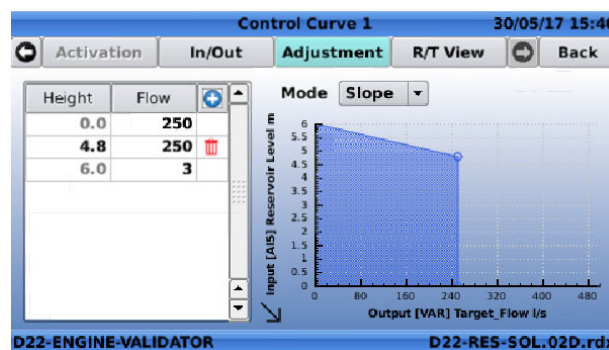 Control Curve 1 30/05/17 15:40
Activation In/Out Adjustment R/T View Back
Height Flow
0.0 250
4.8 250
6.0 3
Mode Slope
Input [AI5] Reservoir Level m
6
5.5
5
4.5
4
3.5
3
2.5
2
1.5
1
0.5
0
0 80 160 240 320 400 480
Output [VAR] Target_Flow l/s
D22-ENGINE-VALIDATOR D22-RES-SOL.02D.rdz